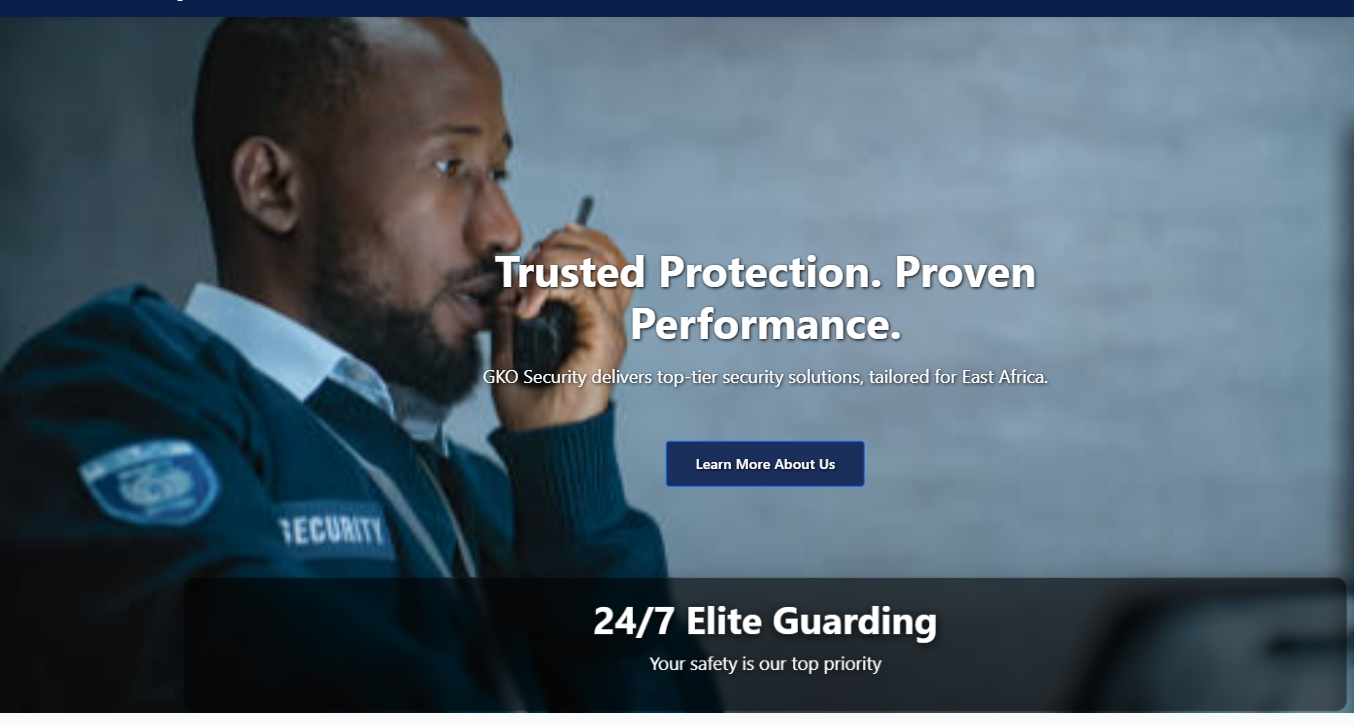 Trusted Protection. Proven
Performance.
GKO Security delivers top-tier security solutions, tailored for East Africa.
Learn More About Us
SECURITY
24/7 Elite Guarding
Your safety is our top priority